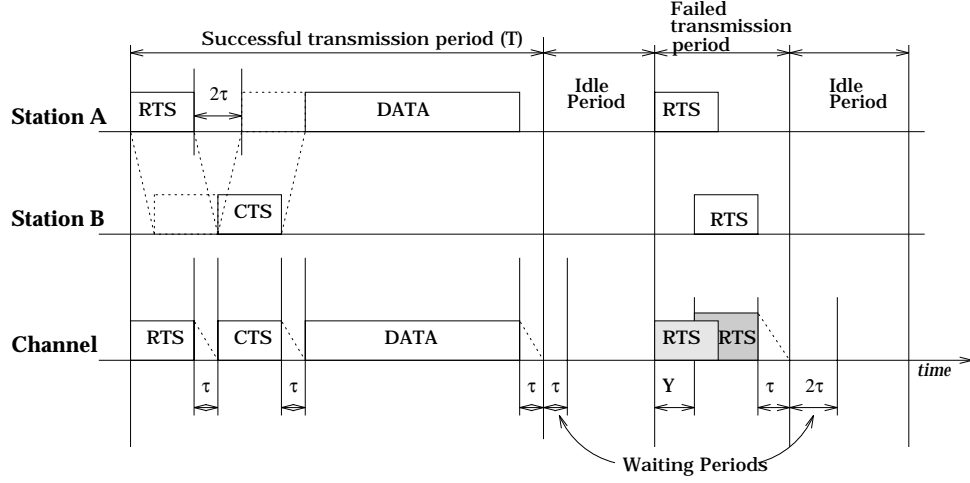 Failed
transmission
period
Successful transmission period (T)
Idle
Period
Idle
Period
Station A
RTS
2τ
DATA
RTS
Station B
CTS
RTS
Channel
RTS
CTS
DATA
RTS
RTS
time
τ
τ
τ
τ
Y
τ
2τ
Waiting Periods